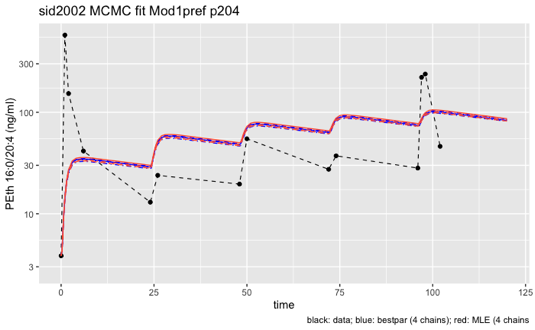 sid2002 MCMC fit Mod1pref p204
PEth 16:0/20:4 (ng/ml)
300
100
30
10
3
0
25
50
75
100
125
time
black: data; blue: bestpar (4 chains); red: MLE (4 chains